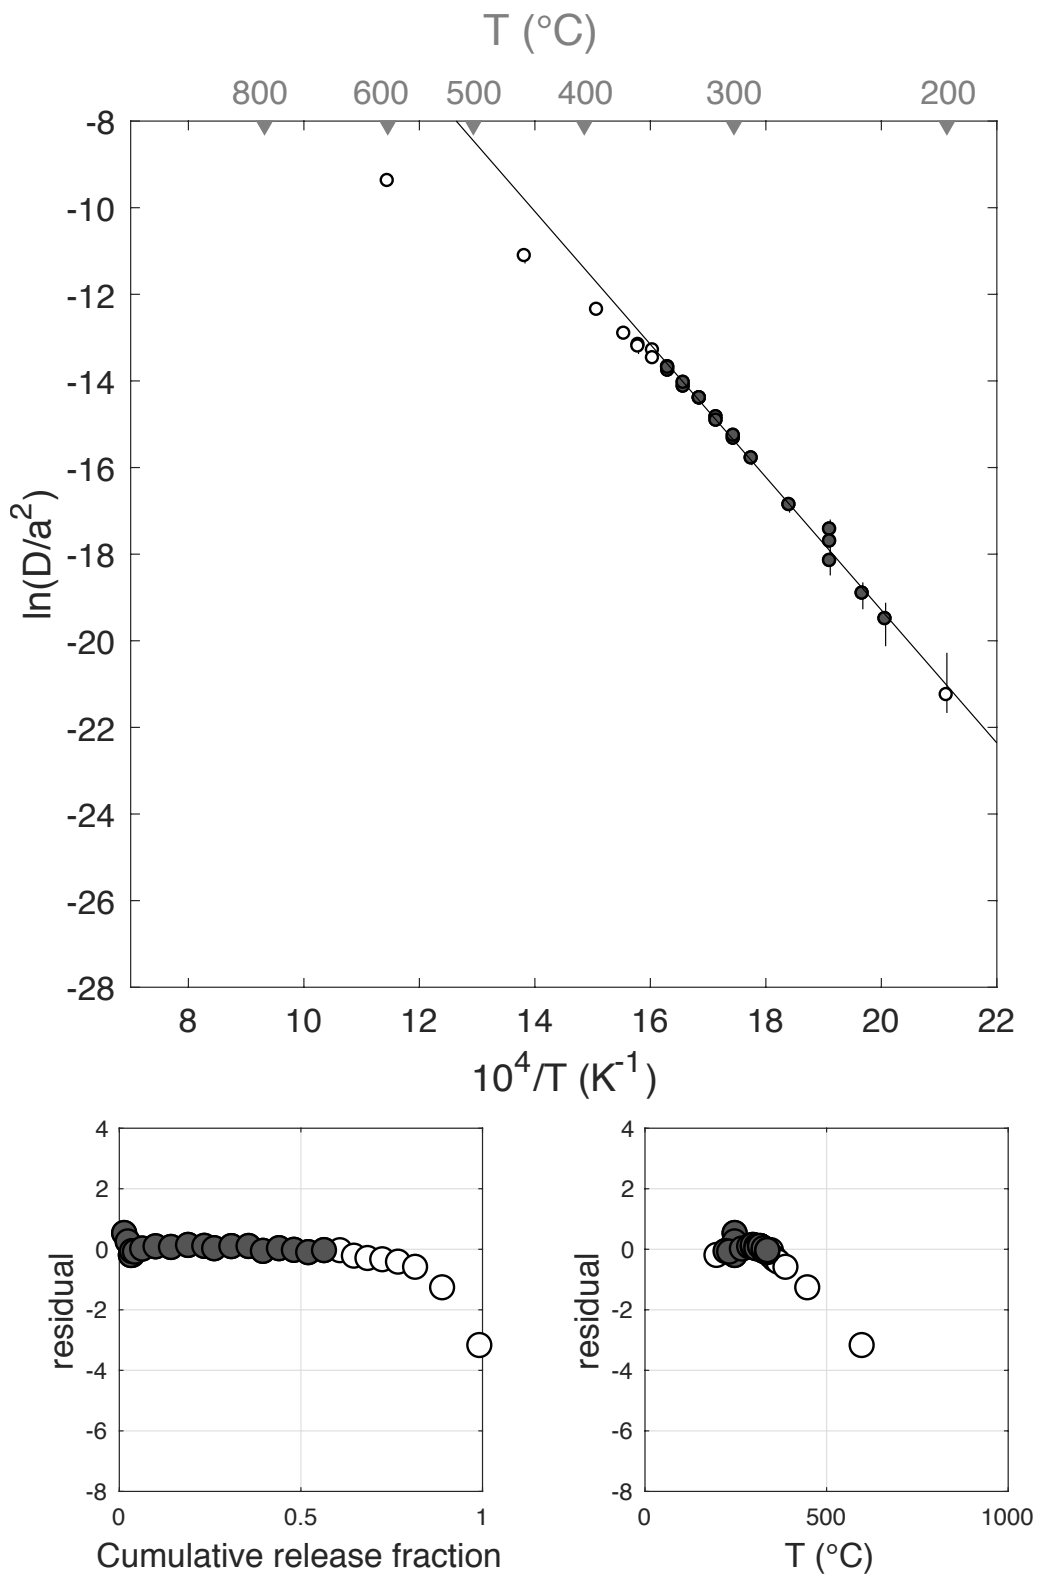 T (°C)
800 600 500 400 300 200
-8
-10
-12
-14
-16
-18
-20
-22
-24
-26
-28
ln(D/a²)
8 10 12 14 16 18 20 22
10⁴/T (K⁻¹)
4
2
0
-2
-4
-6
-8
residual
0 0.5 1
Cumulative release fraction
4
2
0
-2
-4
-6
-8
residual
0 500 1000
T (°C)